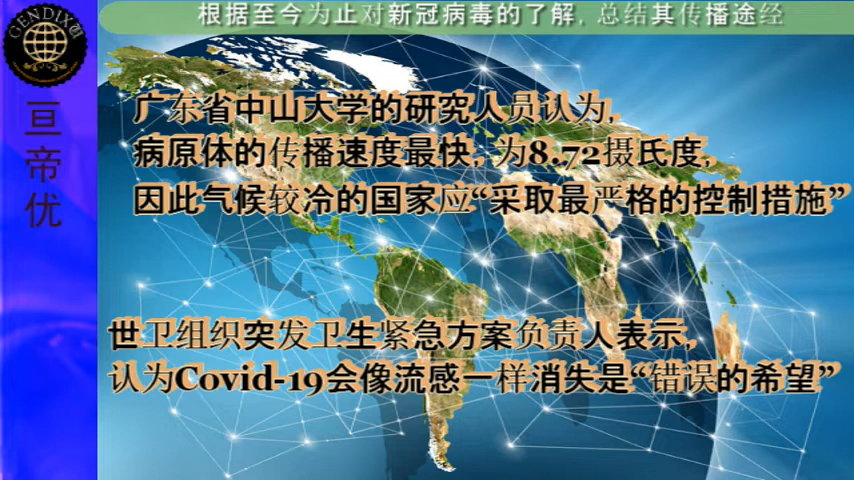 根据至今为止对新冠病毒的了解, 总结其传播途经
GENDIX
亘帝优
广东省中山大学的研究人员认为,
病原体的传播速度最快, 为8.72摄氏度,
因此气候较冷的国家应“采取最严格的控制措施”
世卫组织突发卫生紧急方案负责人表示,
认为Covid-19会像流感一样消失是“错误的希望”